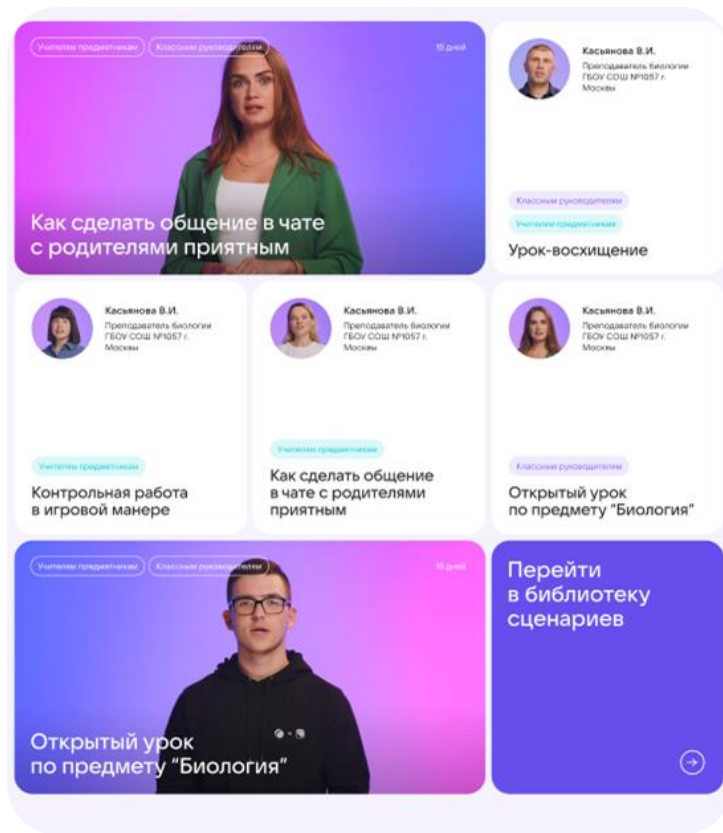 Учителям предметникам
Классным руководителям
15 дней
Как сделать общение в чате
с родителями приятным
Касьянова В.И.
Преподаватель биологии
ГБОУ СОШ №1057 г.
Москвы
Классным руководителям
Учителям предметникам
Урок-восхищение
Касьянова В.И.
Преподаватель биологии
ГБОУ СОШ №1057 г.
Москвы
Учителям предметникам
Контрольная работа
в игровой манере
Касьянова В.И.
Преподаватель биологии
ГБОУ СОШ №1057 г.
Москвы
Учителям предметникам
Как сделать общение
в чате с родителями
приятным
Касьянова В.И.
Преподаватель биологии
ГБОУ СОШ №1057 г.
Москвы
Классным руководителям
Открытый урок
по предмету “Биология”
Учителям предметникам
Классным руководителям
15 дней
Открытый урок
по предмету “Биология”
Перейти
в библиотеку
сценариев